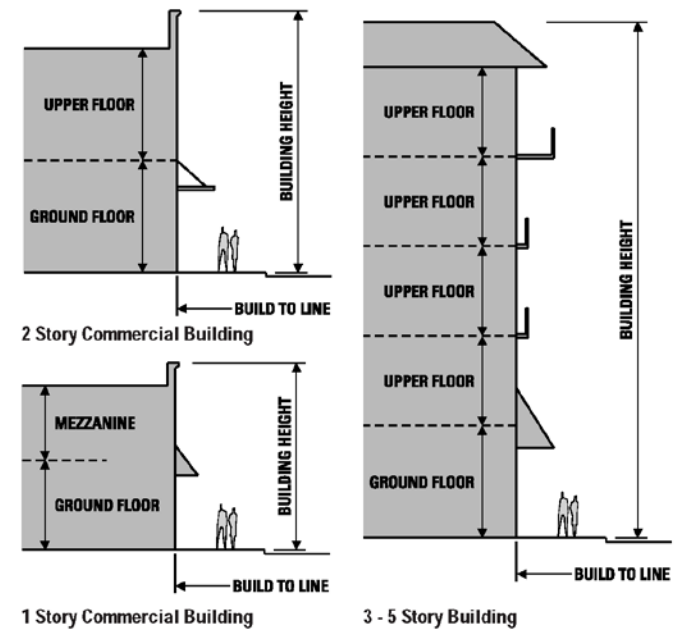 UPPER FLOOR
GROUND FLOOR
BUILDING HEIGHT
BUILD TO LINE
2 Story Commercial Building
MEZZANINE
GROUND FLOOR
BUILDING HEIGHT
BUILD TO LINE
1 Story Commercial Building
UPPER FLOOR
UPPER FLOOR
UPPER FLOOR
UPPER FLOOR
GROUND FLOOR
BUILDING HEIGHT
BUILD TO LINE
3 - 5 Story Building